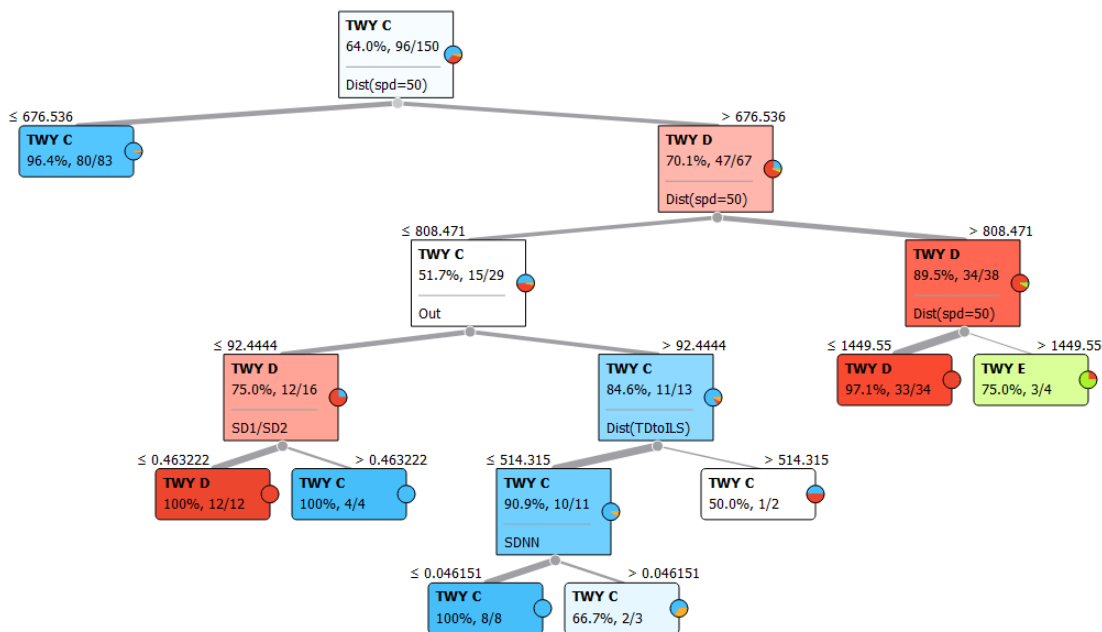 TWY C
64.0%, 96/150
Dist(spd=50)
≤ 676.536
> 676.536
TWY C
96.4%, 80/83
TWY D
70.1%, 47/67
Dist(spd=50)
≤ 808.471
> 808.471
TWY C
51.7%, 15/29
Out
TWY D
89.5%, 34/38
Dist(spd=50)
≤ 92.4444
> 92.4444
≤ 1449.55
> 1449.55
TWY D
75.0%, 12/16
SD1/SD2
TWY C
84.6%, 11/13
Dist(TDtoILS)
TWY D
97.1%, 33/34
TWY E
75.0%, 3/4
≤ 0.463222
> 0.463222
≤ 514.315
> 514.315
TWY D
100%, 12/12
TWY C
100%, 4/4
TWY C
90.9%, 10/11
SDNN
TWY C
50.0%, 1/2
≤ 0.046151
> 0.046151
TWY C
100%, 8/8
TWY C
66.7%, 2/3